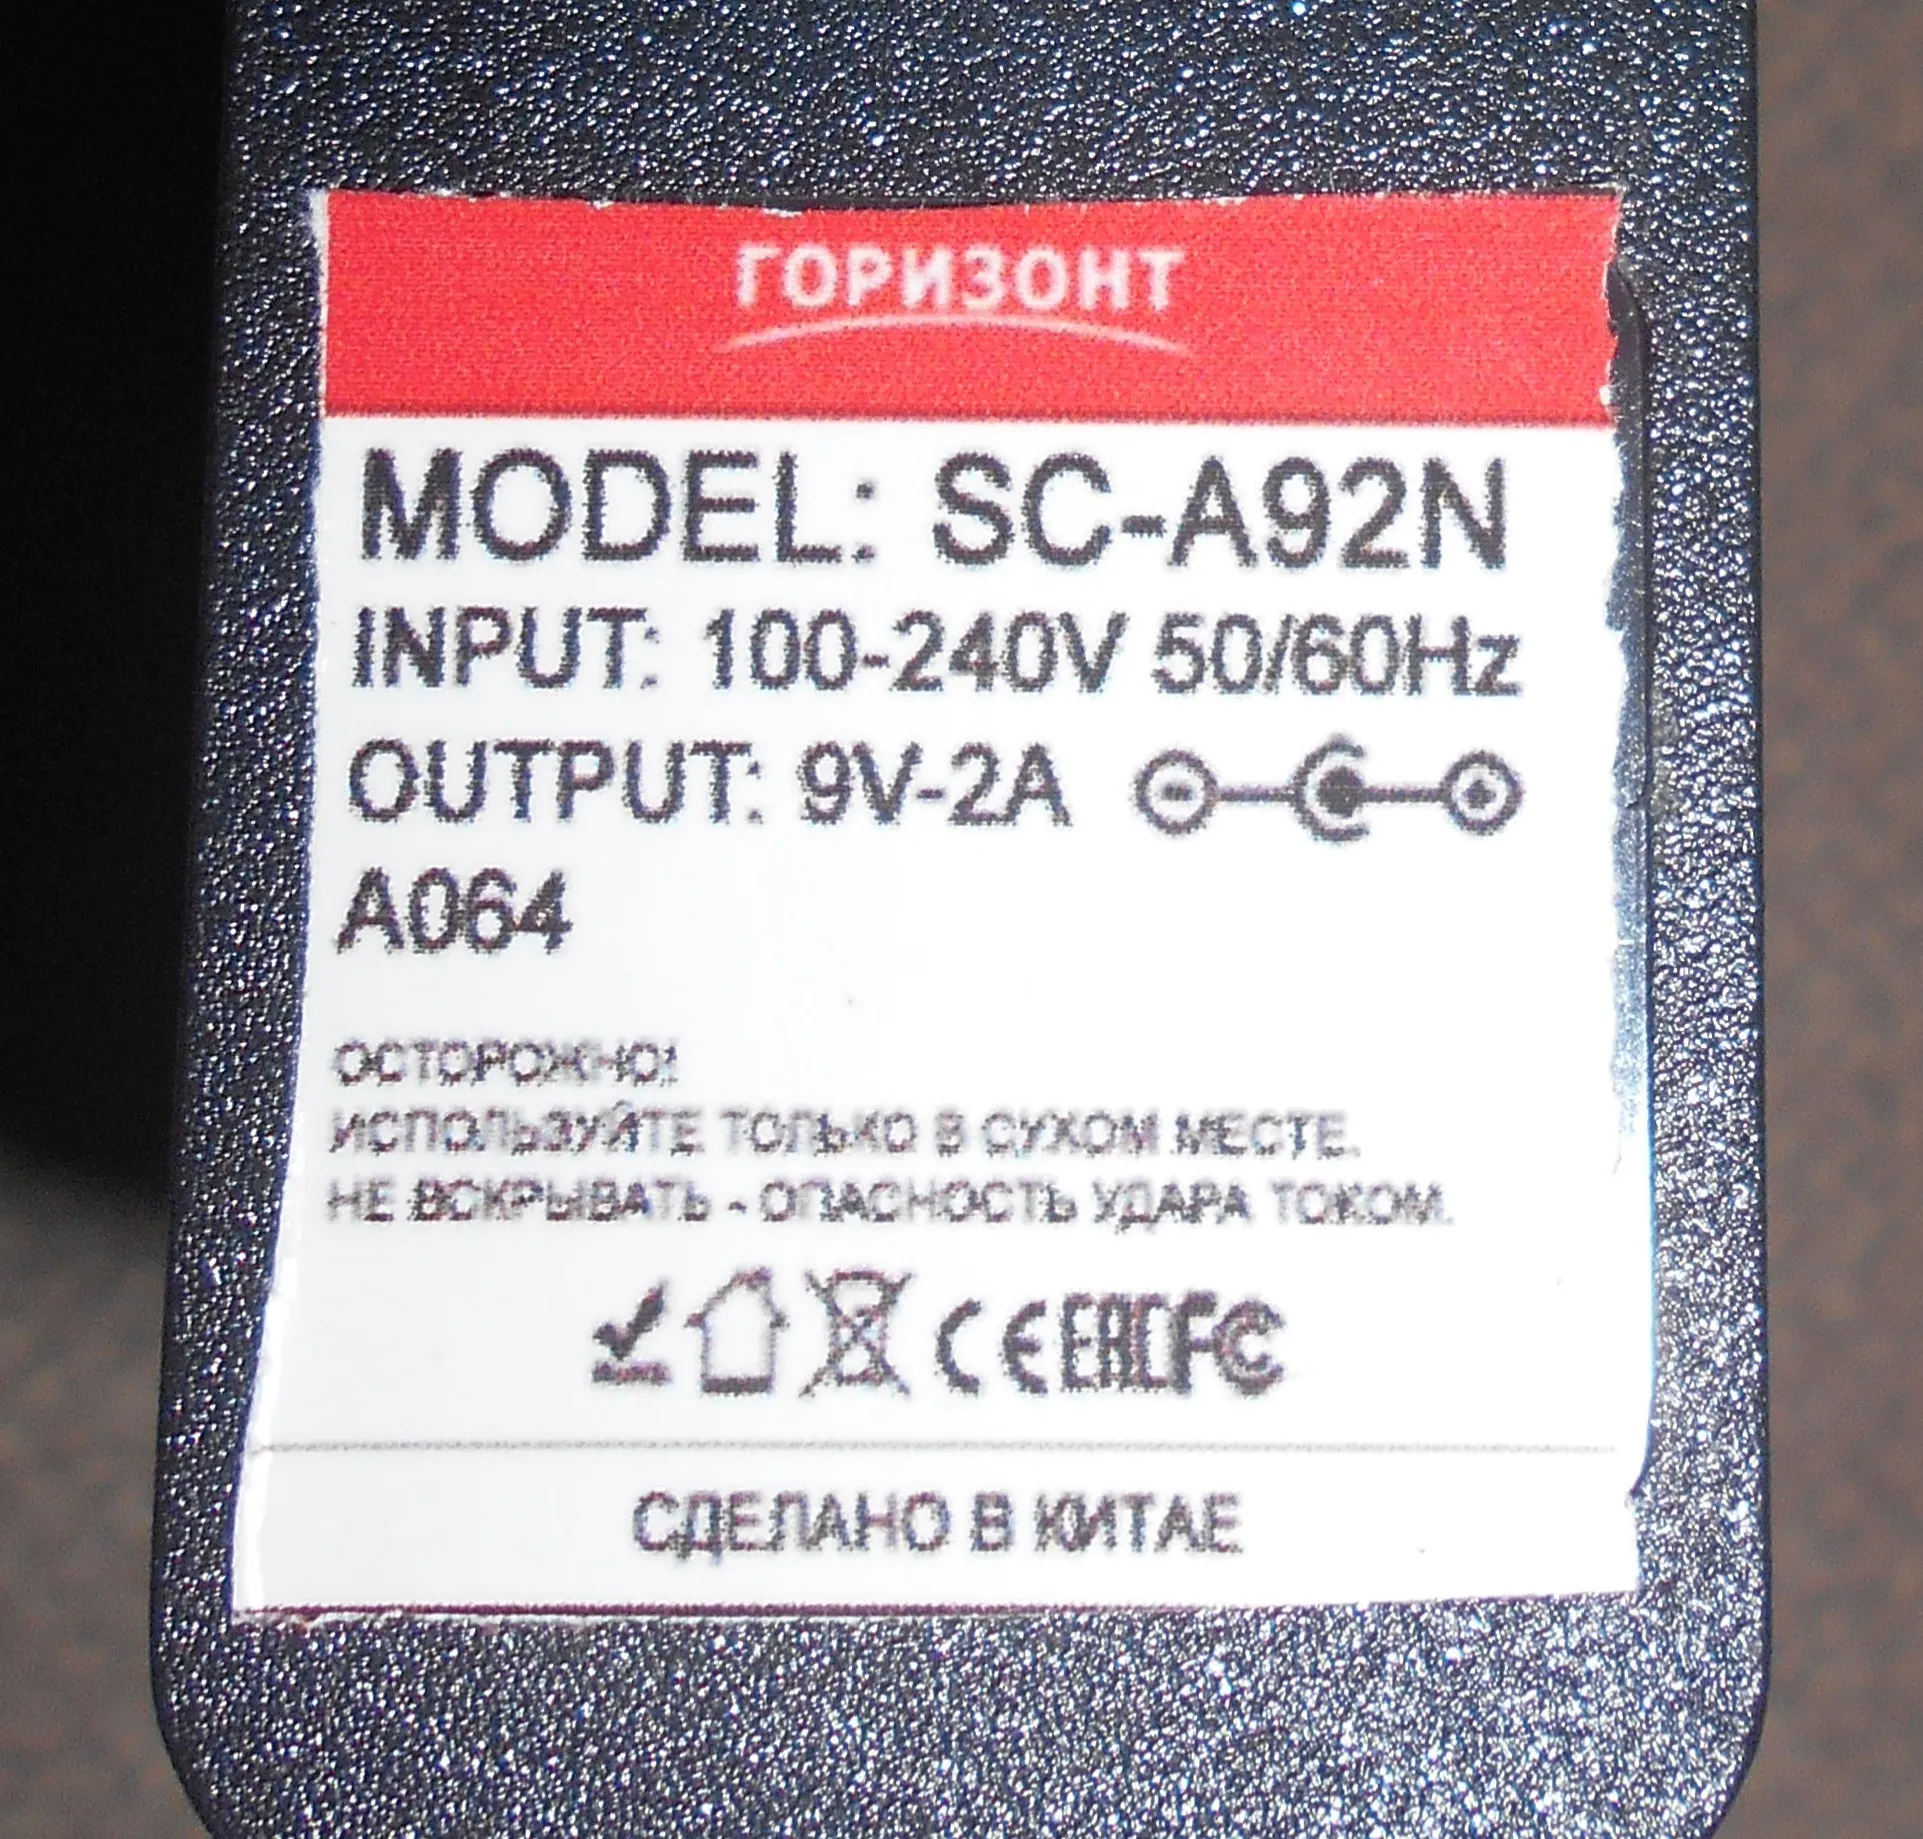 ГОРИЗОНТ
MODEL: SC-A92N
INPUT: 100-240V 50/60Hz
OUTPUT: 9V-2A
A064
ОСТОРОЖНО!
ИСПОЛЬЗУЙТЕ ТОЛЬКО В СУХОМ МЕСТЕ.
НЕ ВСКРЫВАТЬ - ОПАСНОСТЬ УДАРА ТОКОМ.
CE EAC FC
СДЕЛАНО В КИТАЕ